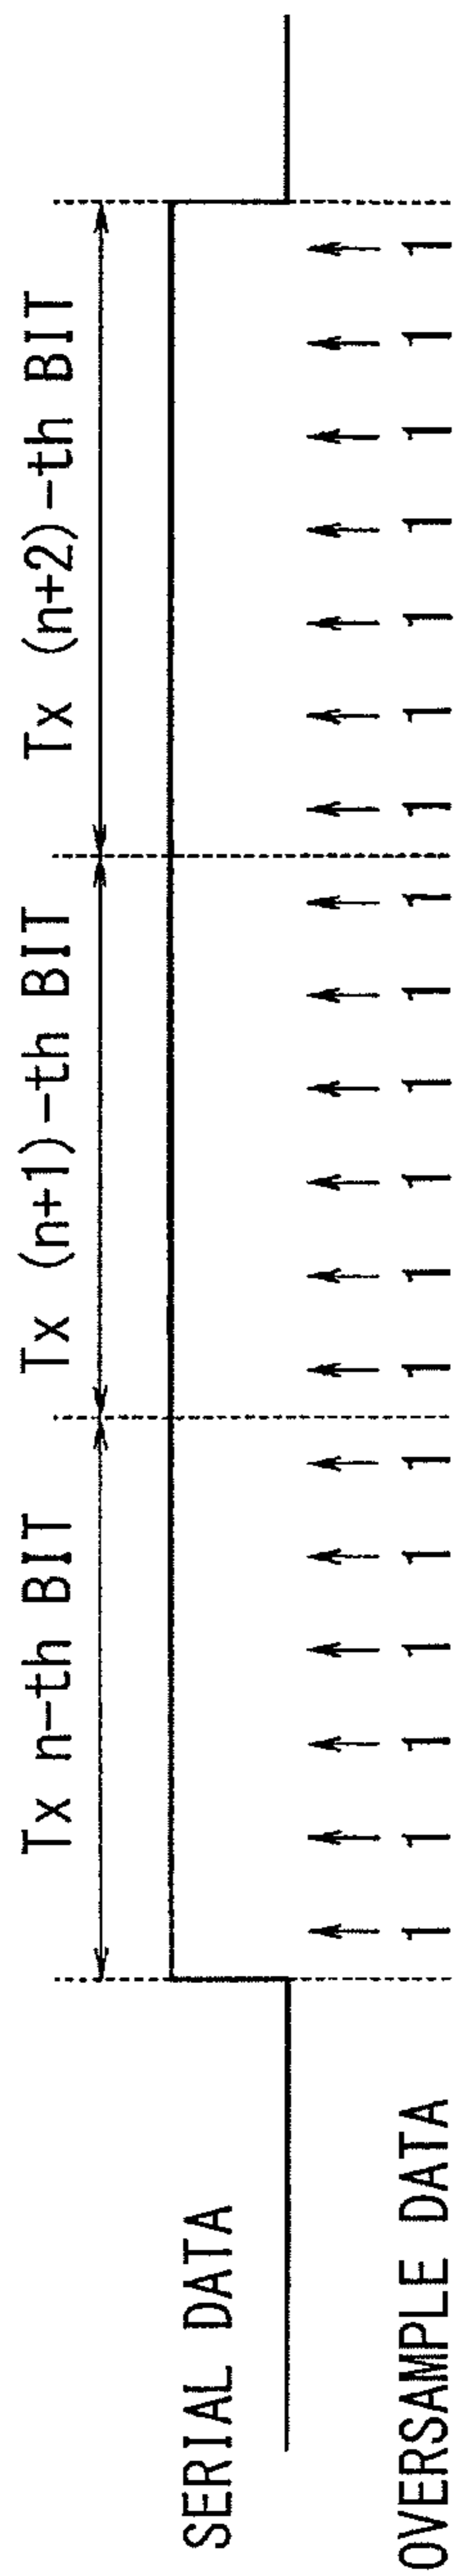 Tx n-th BIT Tx (n+1)-th BIT Tx (n+2)-th BIT
SERIAL DATA
OVERSAMPLE DATA 1 1 1 1 1 1 1 1 1 1 1 1 1 1 1 1 1 1 1